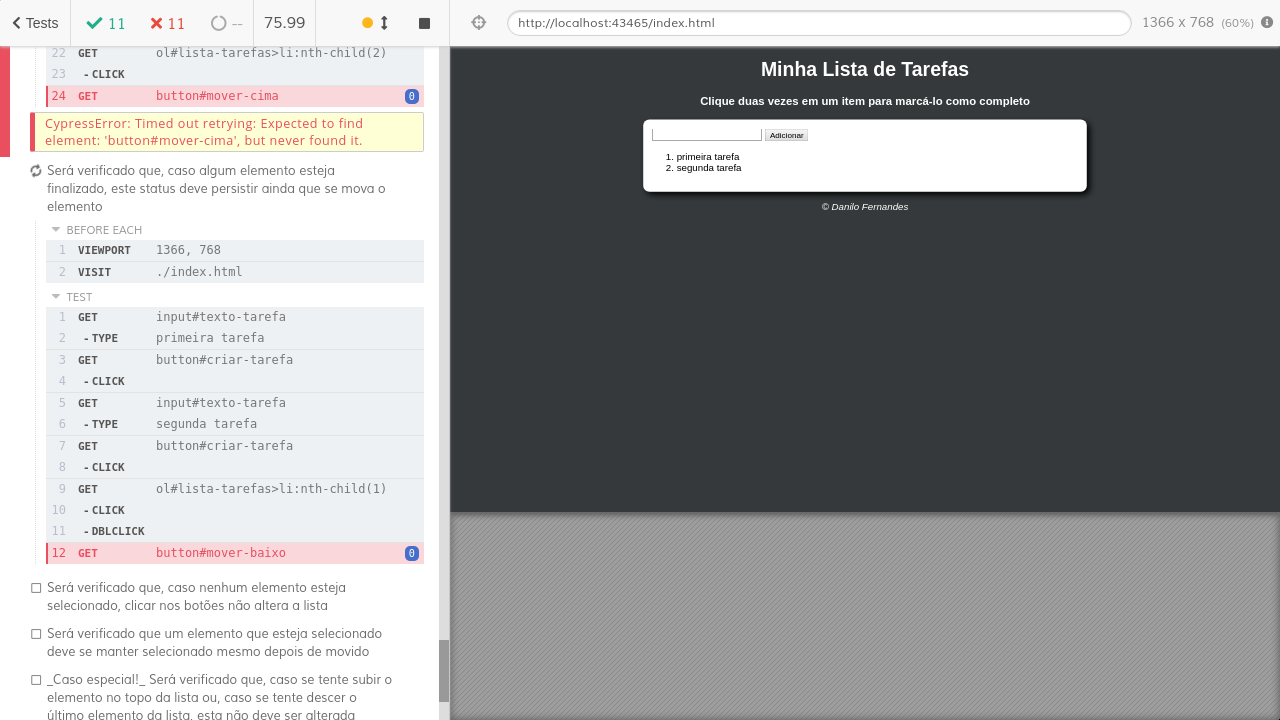 Tests 11 11 -- 75.99
22 GET ol#lista-tarefas>li:nth-child(2)
23 -CLICK
24 GET button#mover-cima 0
CypressError: Timed out retrying: Expected to find
element: 'button#mover-cima', but never found it.
Será verificado que, caso algum elemento esteja
finalizado, este status deve persistir ainda que se mova o
elemento
BEFORE EACH
1 VIEWPORT 1366, 768
2 VISIT ./index.html
TEST
1 GET input#texto-tarefa
2 -TYPE primeira tarefa
3 GET button#criar-tarefa
4 -CLICK
5 GET input#texto-tarefa
6 -TYPE segunda tarefa
7 GET button#criar-tarefa
8 -CLICK
9 GET ol#lista-tarefas>li:nth-child(1)
10 -CLICK
11 -DBLCLICK
12 GET button#mover-baixo 0
Será verificado que, caso nenhum elemento esteja
selecionado, clicar nos botões não altera a lista
Será verificado que um elemento que esteja selecionado
deve se manter selecionado mesmo depois de movido
_Caso especial!_ Será verificado que, caso se tente subir o
elemento no topo da lista ou, caso se tente descer o
último elemento da lista, esta não deve ser alterada
http://localhost:43465/index.html 1366 x 768 (60%)
Minha Lista de Tarefas
Clique duas vezes em um item para marcá-lo como completo
Adicionar
1. primeira tarefa
2. segunda tarefa
© Danilo Fernandes